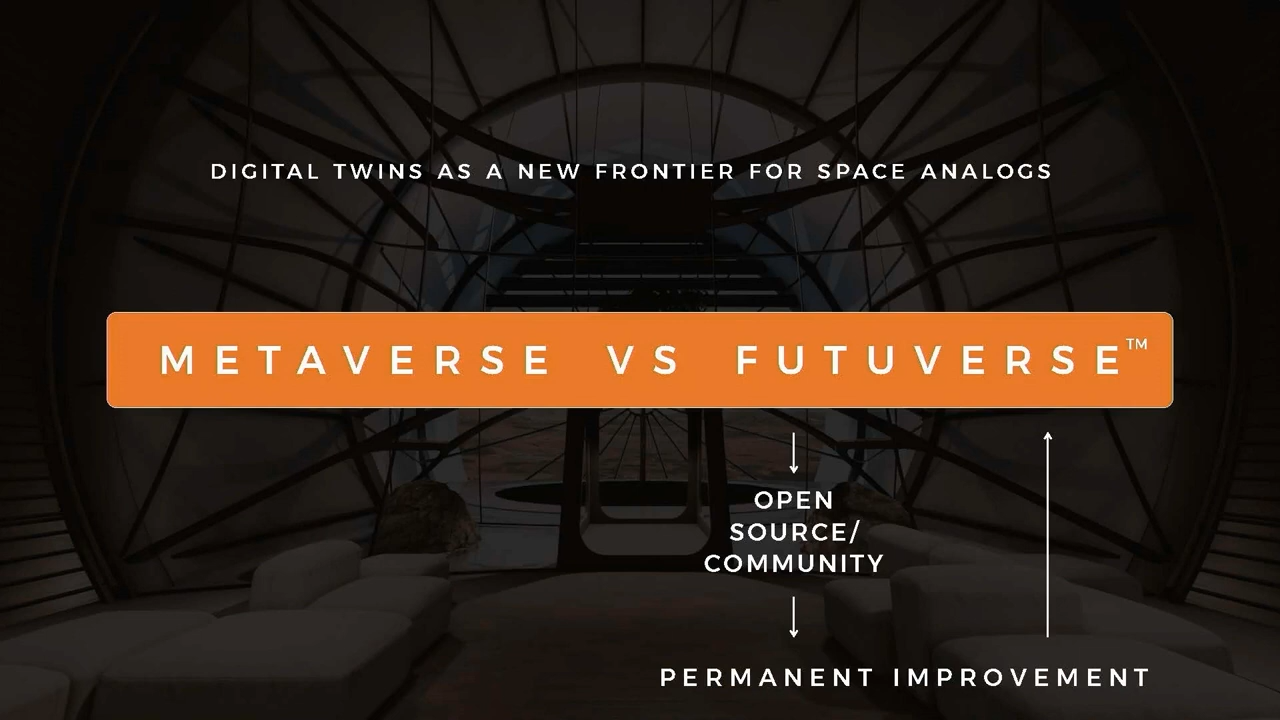 DIGITAL TWINS AS A NEW FRONTIER FOR SPACE ANALOGS
METAVERSE VS FUTUVERSE™
OPEN
SOURCE/
COMMUNITY
PERMANENT IMPROVEMENT